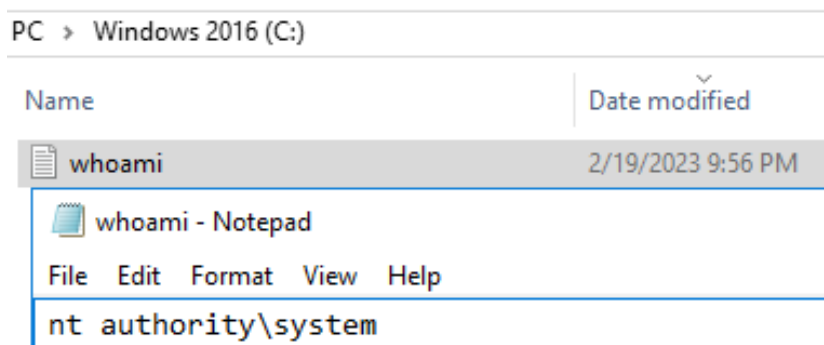 PC > Windows 2016 (C:)
Name Date modified
whoami 2/19/2023 9:56 PM
whoami - Notepad
File Edit Format View Help
nt authority\system